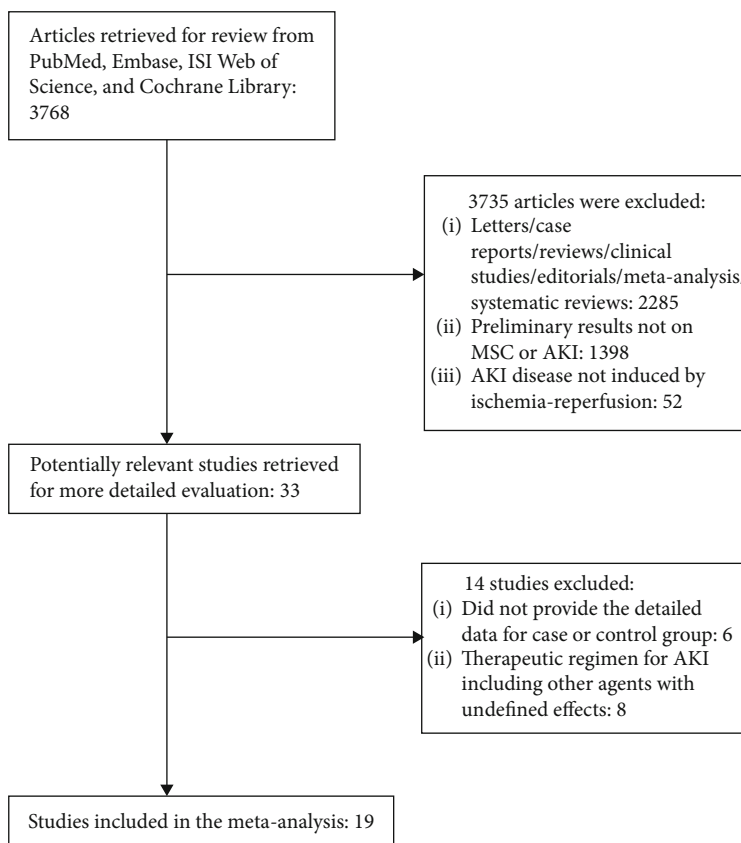 Articles retrieved for review from
PubMed, Embase, ISI Web of
Science, and Cochrane Library:
3768
3735 articles were excluded:
(i) Letters/case
reports/reviews/clinical
studies/editorials/meta-analysis/
systematic reviews: 2285
(ii) Preliminary results not on
MSC or AKI: 1398
(iii) AKI disease not induced by
ischemia-reperfusion: 52
Potentially relevant studies retrieved
for more detailed evaluation: 33
14 studies excluded:
(i) Did not provide the detailed
data for case or control group: 6
(ii) Therapeutic regimen for AKI
including other agents with
undefined effects: 8
Studies included in the meta-analysis: 19